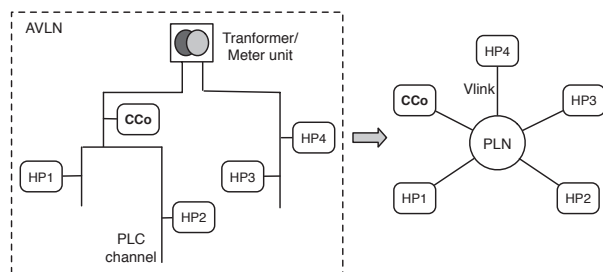 AVLN
Tranformer/
Meter unit
CCo
HP1
HP2
HP3
HP4
PLC
channel
HP4
Vlink
CCo
HP3
PLN
HP1
HP2